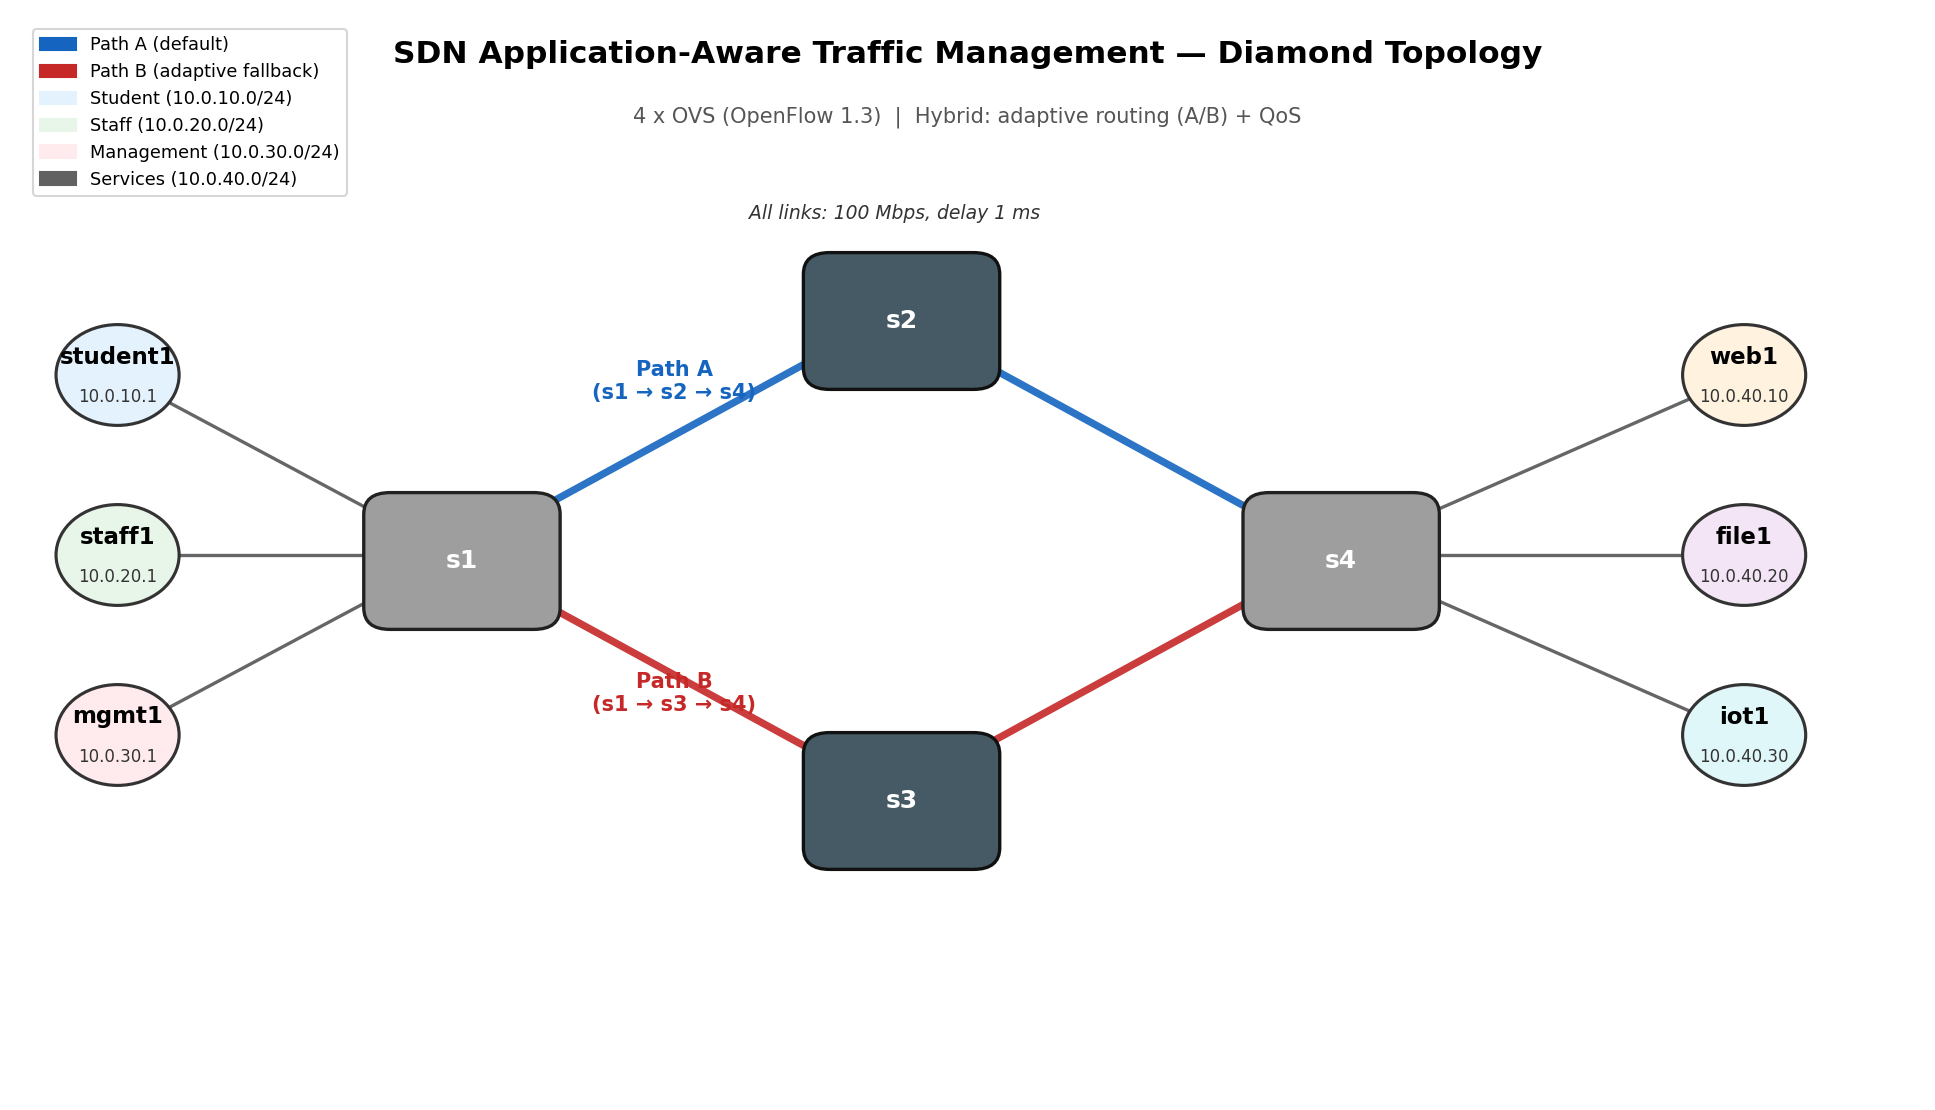 Path A (default)
Path B (adaptive fallback)
Student (10.0.10.0/24)
Staff (10.0.20.0/24)
Management (10.0.30.0/24)
Services (10.0.40.0/24)
SDN Application-Aware Traffic Management — Diamond Topology
4 x OVS (OpenFlow 1.3) | Hybrid: adaptive routing (A/B) + QoS
All links: 100 Mbps, delay 1 ms
s2
student1
10.0.10.1
Path A
(s1 → s2 → s4)
web1
10.0.40.10
staff1
10.0.20.1
s1
s4
file1
10.0.40.20
Path B
(s1 → s3 → s4)
mgmt1
10.0.30.1
iot1
10.0.40.30
s3